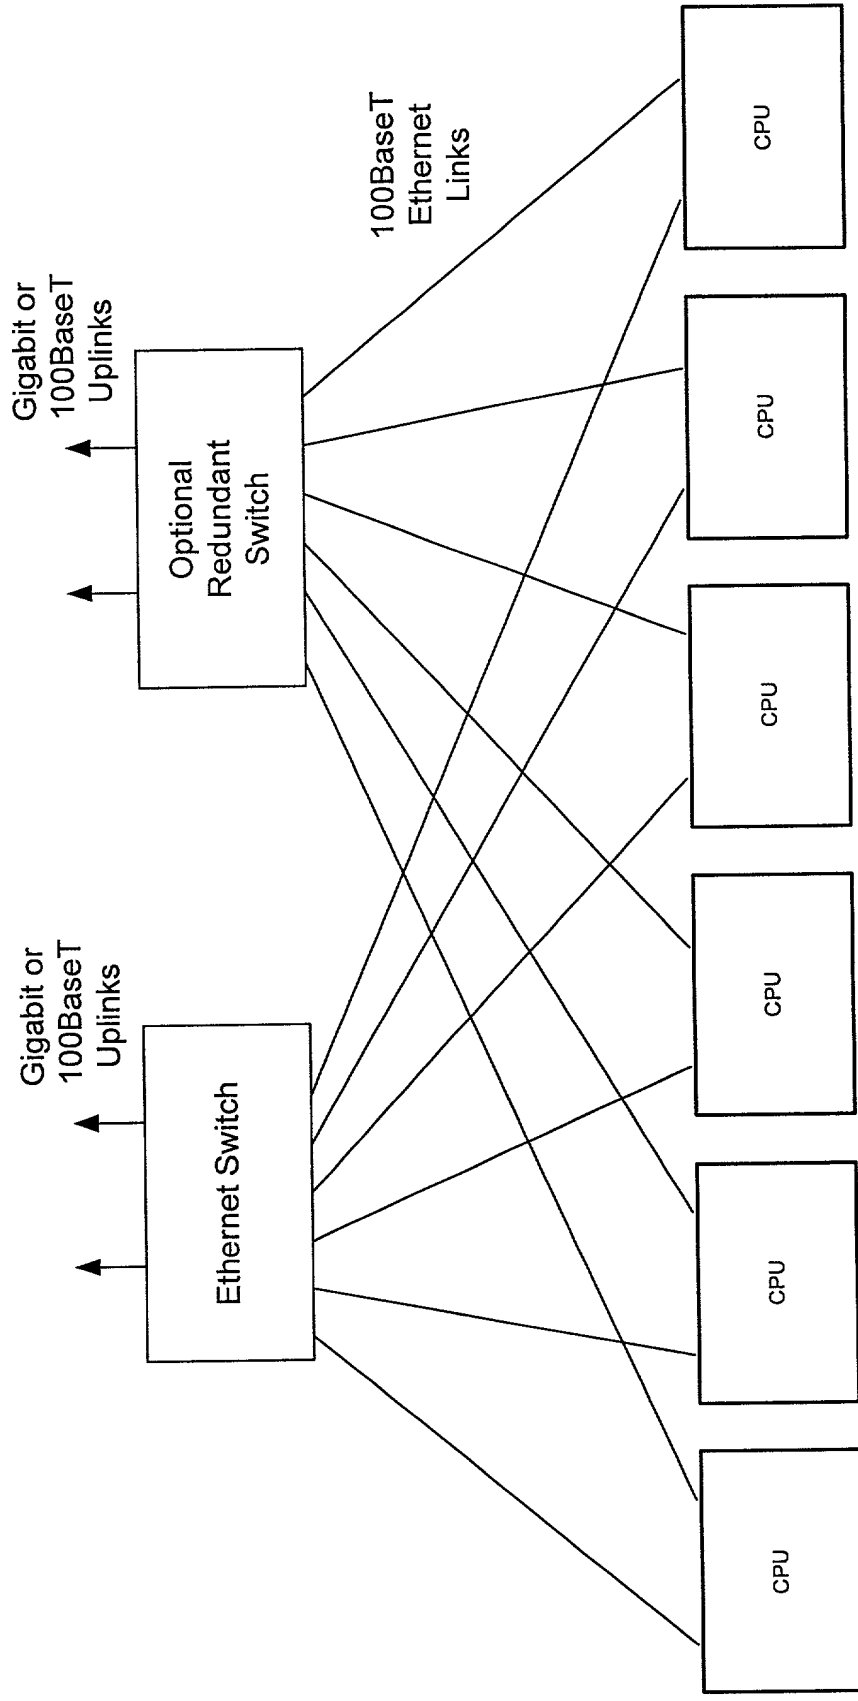 Gigabit or
100BaseT
Uplinks
Gigabit or
100BaseT
Uplinks
Ethernet Switch
Optional
Redundant
Switch
100BaseT
Ethernet
Links
CPU
CPU
CPU
CPU
CPU
CPU